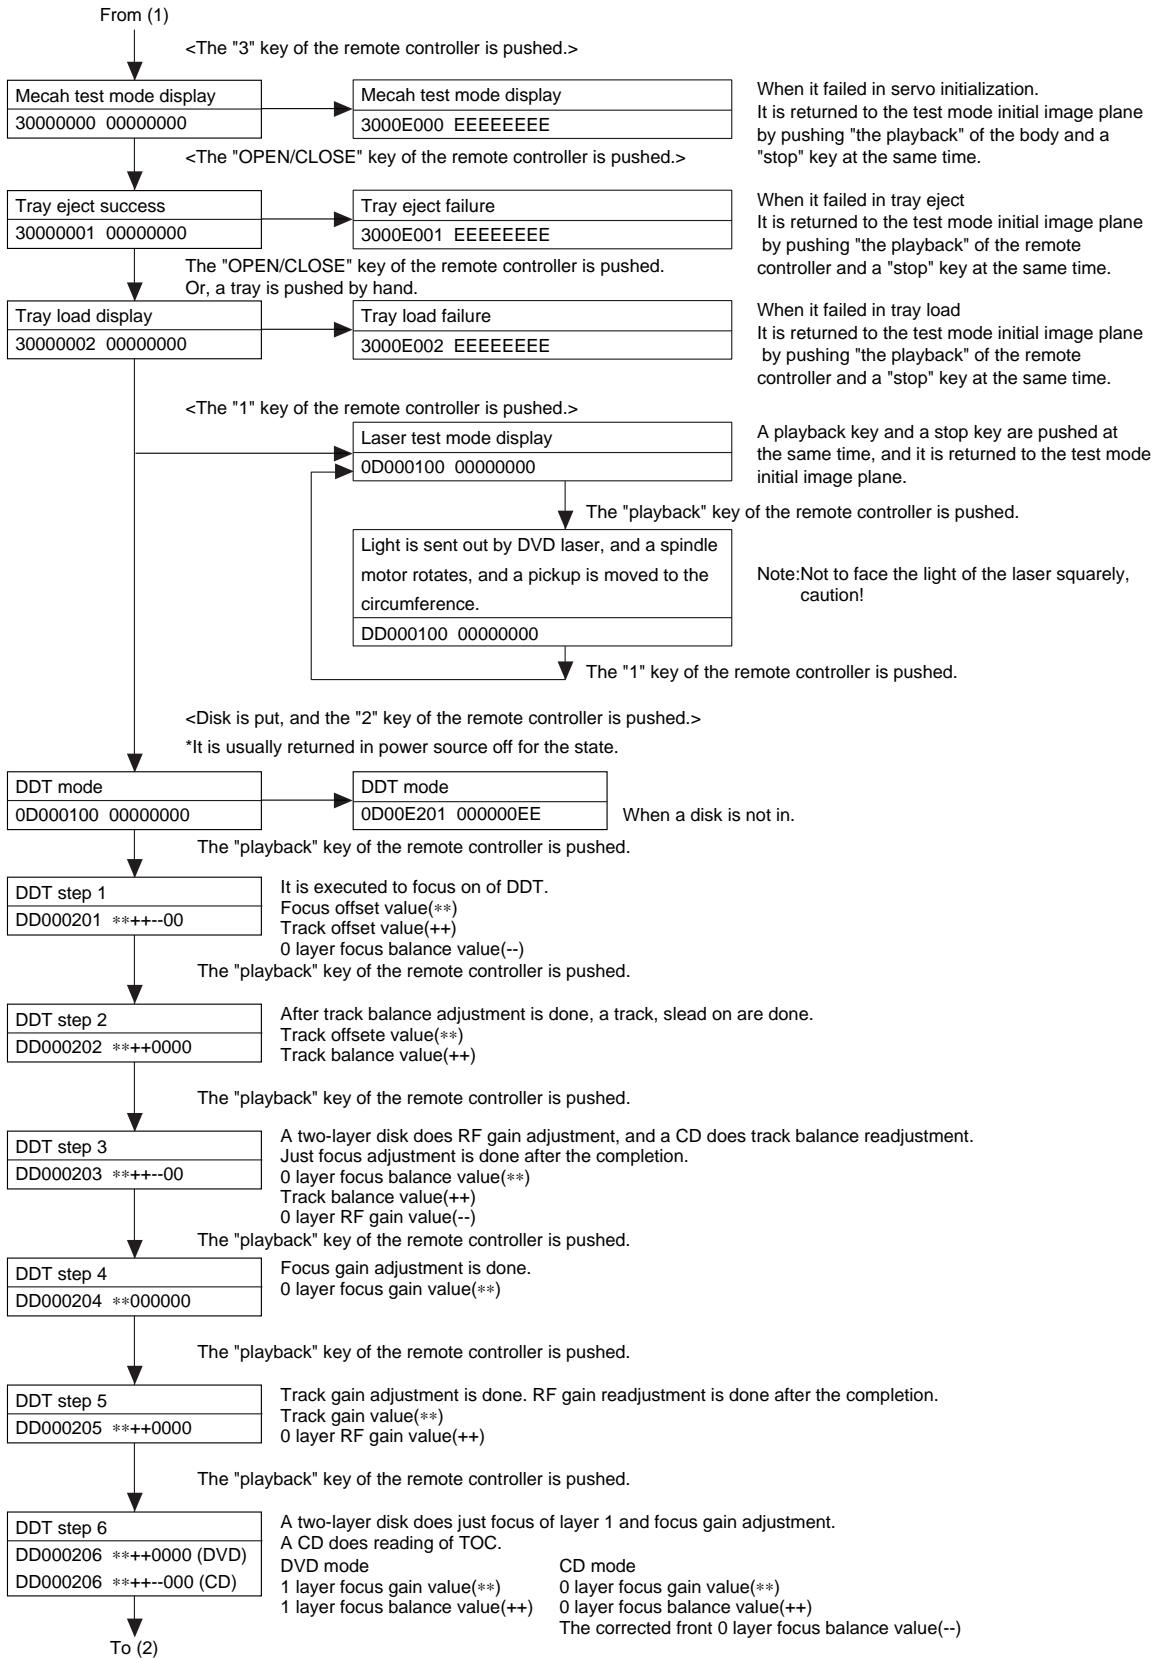 From (1)
<The "3" key of the remote controller is pushed.>
Mecah test mode display
30000000 00000000
Mecah test mode display
3000E000 EEEEEEEE
When it failed in servo initialization.
It is returned to the test mode initial image plane
by pushing "the playback" of the body and a
"stop" key at the same time.
<The "OPEN/CLOSE" key of the remote controller is pushed.>
Tray eject success
30000001 00000000
Tray eject failure
3000E001 EEEEEEEE
When it failed in tray eject
It is returned to the test mode initial image plane
by pushing "the playback" of the remote
controller and a "stop" key at the same time.
The "OPEN/CLOSE" key of the remote controller is pushed.
Or, a tray is pushed by hand.
Tray load display
30000002 00000000
Tray load failure
3000E002 EEEEEEEE
When it failed in tray load
It is returned to the test mode initial image plane
by pushing "the playback" of the remote
controller and a "stop" key at the same time.
<The "1" key of the remote controller is pushed.>
Laser test mode display
0D000100 00000000
A playback key and a stop key are pushed at
the same time, and it is returned to the test mode
initial image plane.
The "playback" key of the remote controller is pushed.
Light is sent out by DVD laser, and a spindle
motor rotates, and a pickup is moved to the
circumference.
DD000100 00000000
Note:Not to face the light of the laser squarely,
caution!
The "1" key of the remote controller is pushed.
<Disk is put, and the "2" key of the remote controller is pushed.>
*It is usually returned in power source off for the state.
DDT mode
0D000100 00000000
DDT mode
0D00E201 000000EE
When a disk is not in.
The "playback" key of the remote controller is pushed.
DDT step 1
DD000201 **++--00
It is executed to focus on of DDT.
Focus offset value(**)
Track offset value(++)
0 layer focus balance value(--)
The "playback" key of the remote controller is pushed.
DDT step 2
DD000202 **++0000
After track balance adjustment is done, a track, slead on are done.
Track offsete value(**)
Track balance value(++)
The "playback" key of the remote controller is pushed.
DDT step 3
DD000203 **++--00
A two-layer disk does RF gain adjustment, and a CD does track balance readjustment.
Just focus adjustment is done after the completion.
0 layer focus balance value(**)
Track balance value(++)
0 layer RF gain value(--)
The "playback" key of the remote controller is pushed.
DDT step 4
DD000204 **000000
Focus gain adjustment is done.
0 layer focus gain value(**)
The "playback" key of the remote controller is pushed.
DDT step 5
DD000205 **++0000
Track gain adjustment is done. RF gain readjustment is done after the completion.
Track gain value(**)
0 layer RF gain value(++)
The "playback" key of the remote controller is pushed.
DDT step 6
DD000206 **++0000 (DVD)
DD000206 **++--000 (CD)
A two-layer disk does just focus of layer 1 and focus gain adjustment.
A CD does reading of TOC.
DVD mode
1 layer focus gain value(**)
1 layer focus balance value(++)
CD mode
0 layer focus gain value(**)
0 layer focus balance value(++)
The corrected front 0 layer focus balance value(--)
To (2)